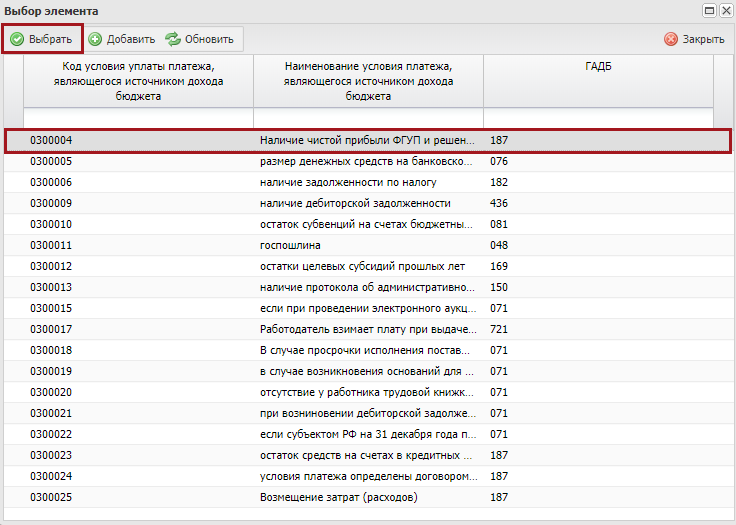 Выбор элемента
Выбрать Добавить Обновить Закрыть
Код условия уплаты платежа, являющегося источником дохода бюджета
Наименование условия платежа, являющегося источником дохода бюджета
ГАДБ
0300004 Наличие чистой прибыли ФГУП и решен... 187
0300005 размер денежных средств на банковско... 076
0300006 наличие задолженности по налогу 182
0300009 наличие дебиторской задолженности 436
0300010 остаток субвенций на счетах бюджетны... 081
0300011 госпошлина 048
0300012 остатки целевых субсидий прошлых лет 169
0300013 наличие протокола об административно... 150
0300015 если при проведении электронного аукц... 071
0300017 Работодатель взимает плату при выдаче... 721
0300018 В случае просрочки исполнения постав... 071
0300019 в случае возникновения оснований для ... 071
0300020 отсутствие у работника трудовой книжк... 071
0300021 при возниновении дебиторской задолже... 071
0300022 если субъектом РФ на 31 декабря года п... 071
0300023 остаток средств на счетах в кредитных ... 187
0300024 условия платежа определены договором... 187
0300025 Возмещение затрат (расходов) 187